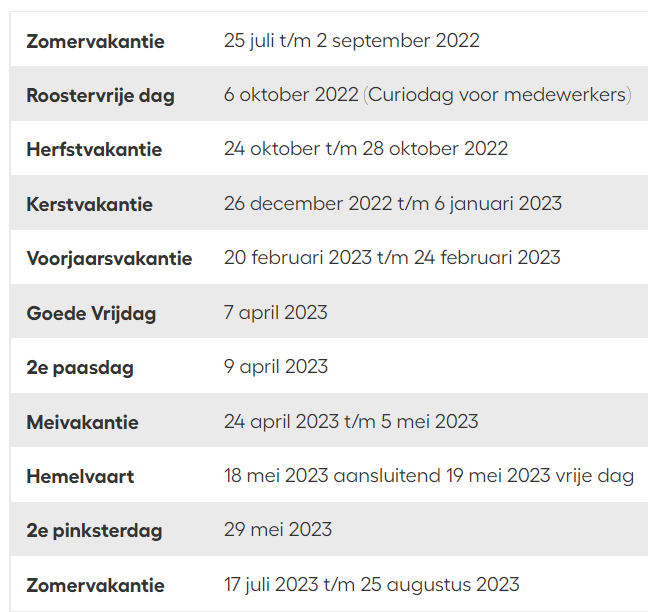 Zomervakantie 25 juli t/m 2 september 2022
Roostervrije dag 6 oktober 2022 (Curiodag voor medewerkers)
Herfstvakantie 24 oktober t/m 28 oktober 2022
Kerstvakantie 26 december 2022 t/m 6 januari 2023
Voorjaarsvakantie 20 februari 2023 t/m 24 februari 2023
Goede Vrijdag 7 april 2023
2e paasdag 9 april 2023
Meivakantie 24 april 2023 t/m 5 mei 2023
Hemelvaart 18 mei 2023 aansluitend 19 mei 2023 vrije dag
2e pinksterdag 29 mei 2023
Zomervakantie 17 juli 2023 t/m 25 augustus 2023